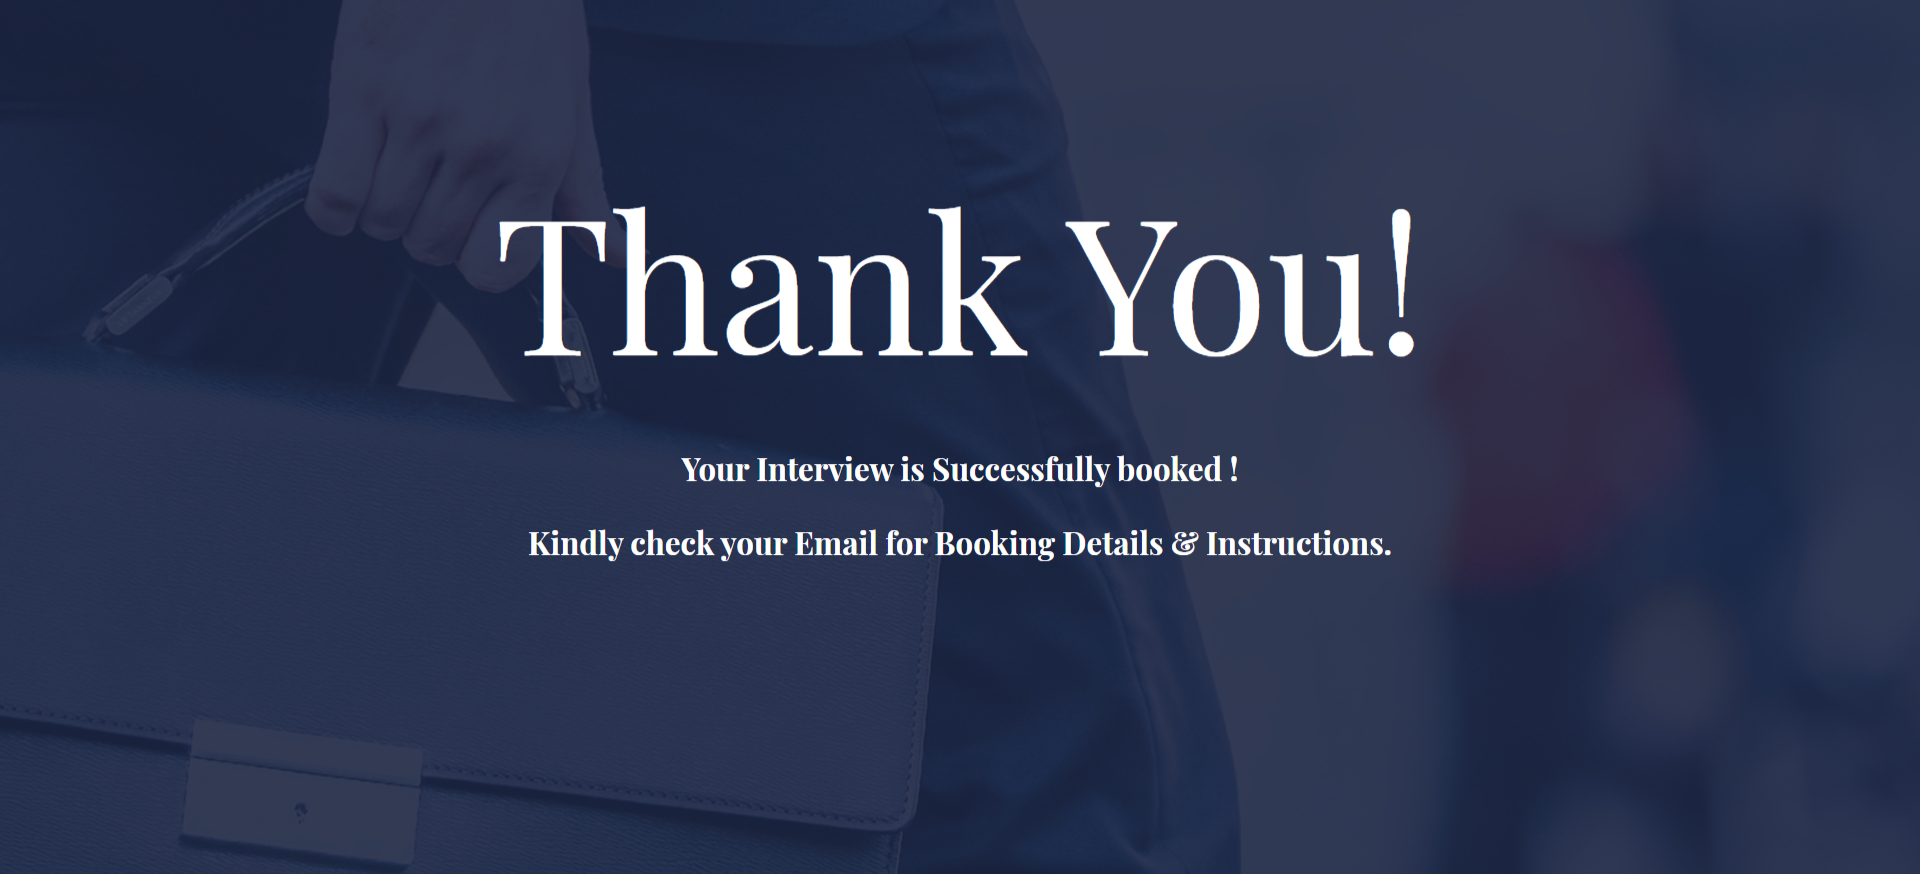 Thank You!
Your Interview is Successfully booked !
Kindly check your Email for Booking Details & Instructions.